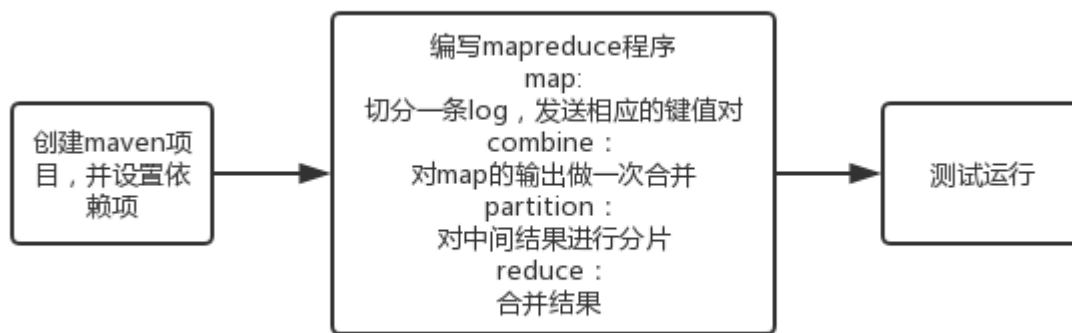 创建maven项
目，并设置依
赖项
编写mapreduce程序
map:
切分一条log，发送相应的键值对
combine：
对map的输出做一次合并
partition：
对中间结果进行分片
reduce：
合并结果
测试运行